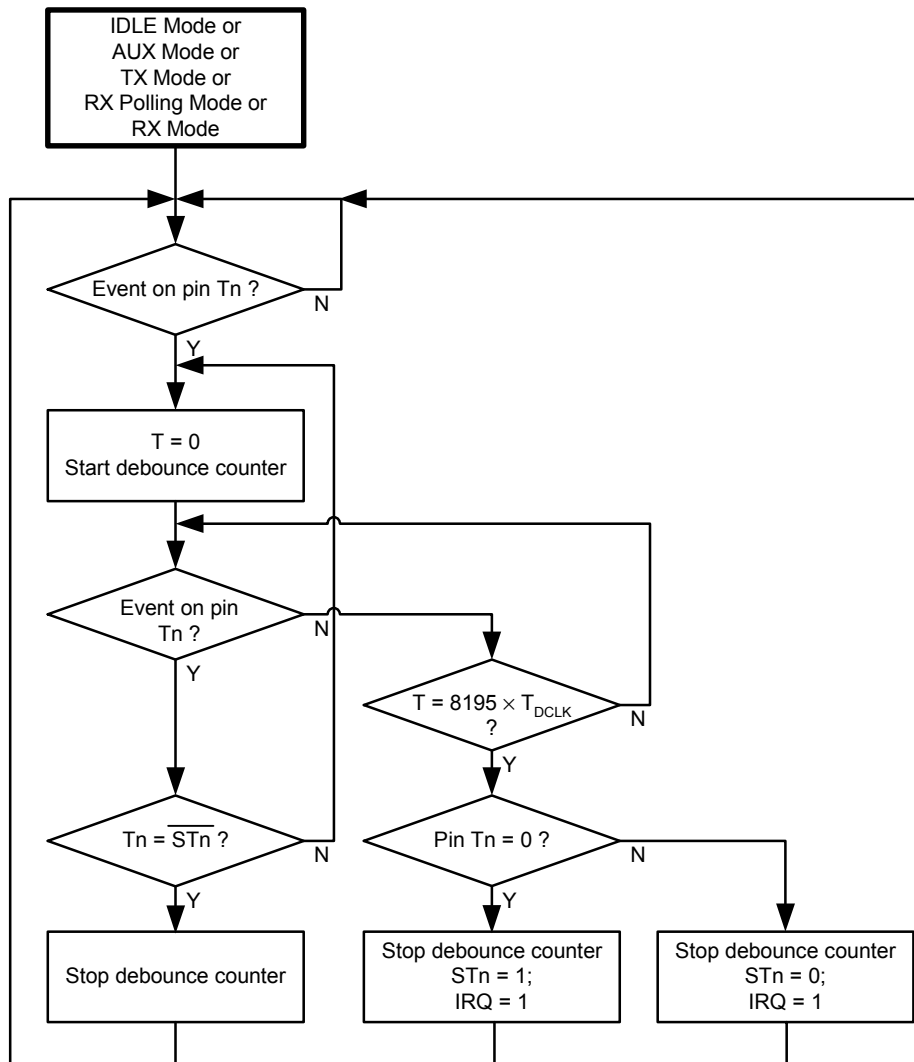 IDLE Mode or
AUX Mode or
TX Mode or
RX Polling Mode or
RX Mode
Event on pin Tn ?
N
Y
T = 0
Start debounce counter
Event on pin
Tn ?
N
Y
T = 8195 × T_DCLK
?
N
Y
Tn = S̅T̅n̅ ?
N
Y
Pin Tn = 0 ?
N
Y
Stop debounce counter
Stop debounce counter
STn = 1;
IRQ = 1
Stop debounce counter
STn = 0;
IRQ = 1